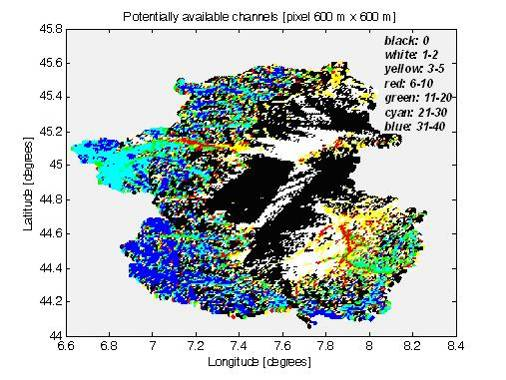 Potentially available channels [pixel 600 m x 600 m]
45.8
45.6
45.4
45.2
45
44.8
44.6
44.4
44.2
44
Latitude [degrees]
black: 0
white: 1-2
yellow: 3-5
red: 6-10
green: 11-20
cyan: 21-30
blue: 31-40
6.6 6.8 7 7.2 7.4 7.6 7.8 8 8.2 8.4
Longitude [degrees]